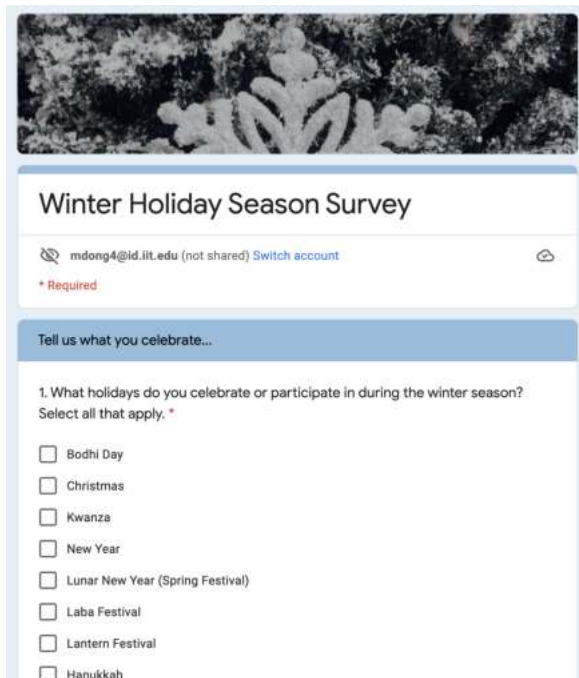 Winter Holiday Season Survey
mdong4@id.iit.edu (not shared) Switch account
* Required
Tell us what you celebrate...
1. What holidays do you celebrate or participate in during the winter season?
Select all that apply. *
Bodhi Day
Christmas
Kwanza
New Year
Lunar New Year (Spring Festival)
Laba Festival
Lantern Festival
Hanukkah